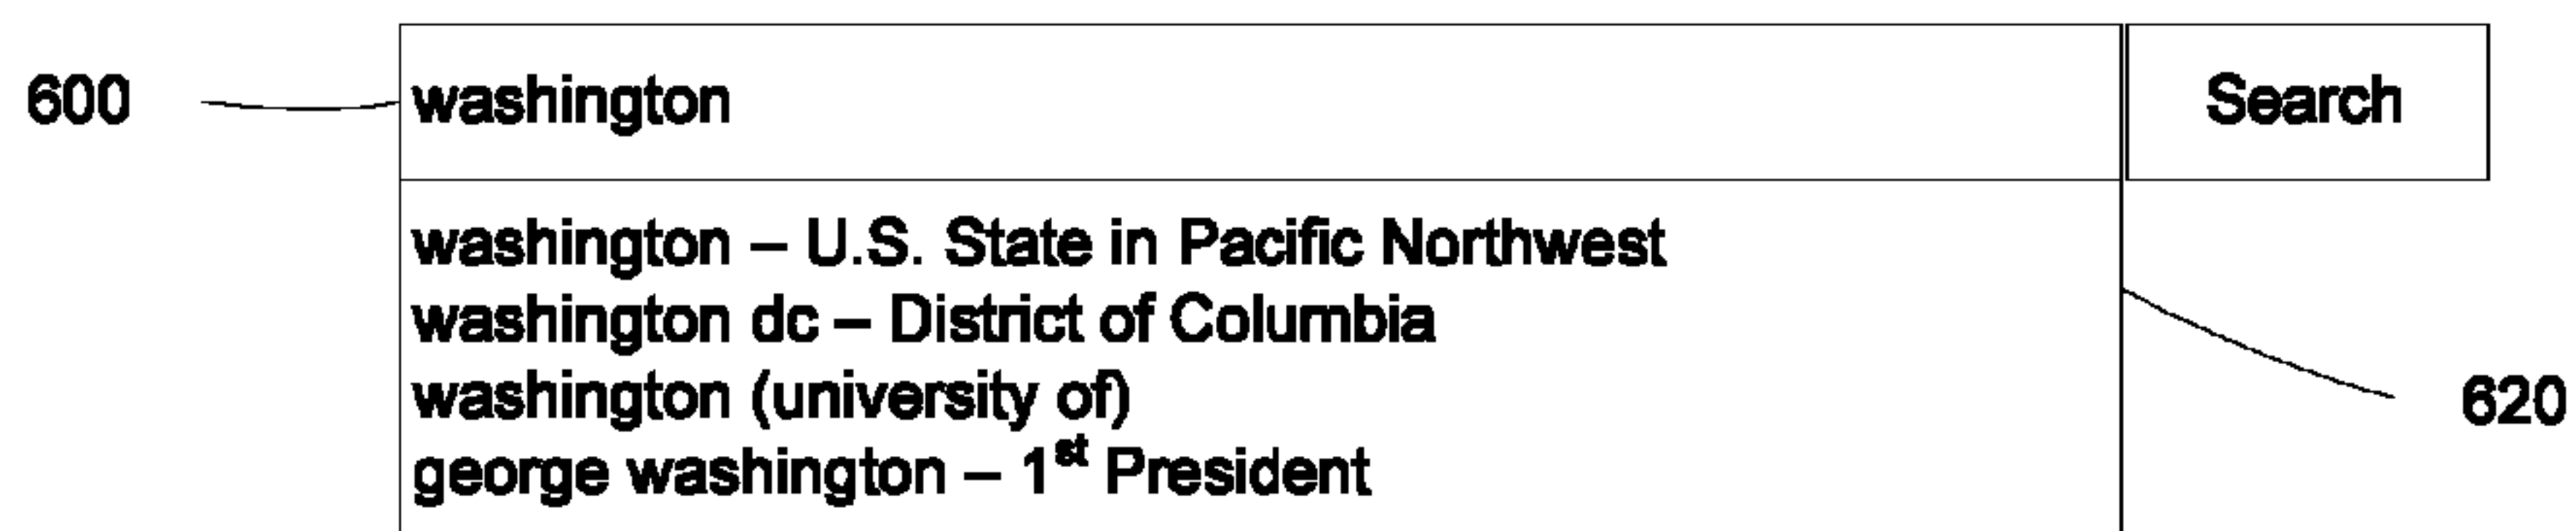 600 washington Search
washington – U.S. State in Pacific Northwest
washington dc – District of Columbia
washington (university of)
620
george washington – 1st President